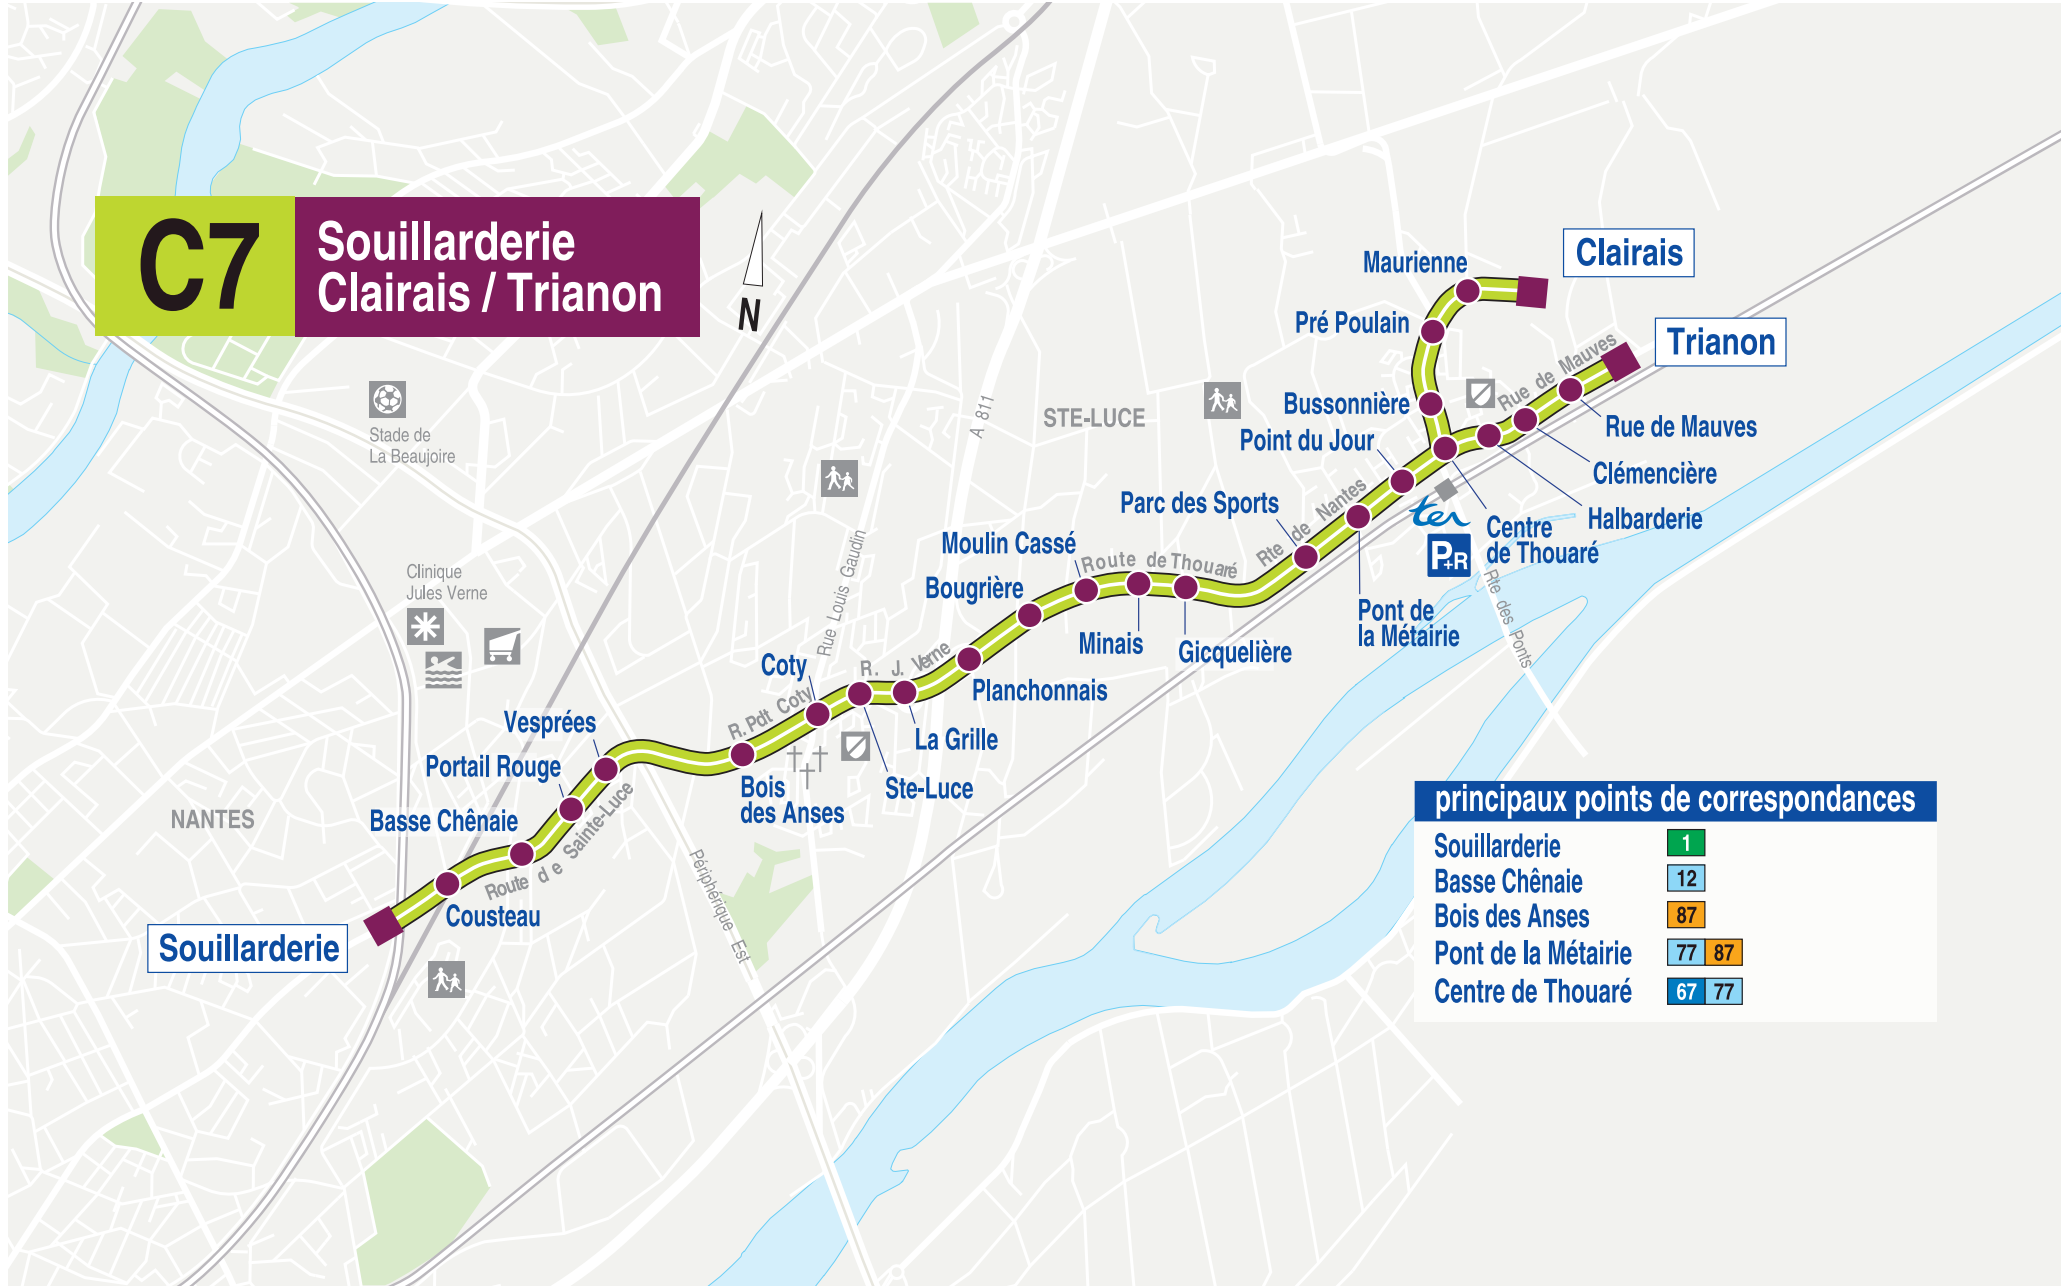 C7
Souillarderie
Clairais / Trianon
N
Clairais
Maurienne
Trianon
Pré Poulain
Rue de Mauves
Bussonnière
Point du Jour
Rue de Mauves
Clémencière
Halbarderie
Centre
de Thouaré
ter
P+R
Rte des Ponts
Parc des Sports
Rte de Nantes
Pont de
la Métairie
STE-LUCE
A 811
Stade de
La Beaujoire
Moulin Cassé
Route de Thouaré
Bougrière
Minais
Gicquelière
Rue Louis Gaudin
Clinique
Jules Verne
Coty
R. J. Verne
Planchonnais
R. Pdt Coty
La Grille
Ste-Luce
Bois
des Anses
Vesprées
Portail Rouge
Basse Chênaie
Route de Sainte-Luce
NANTES
Cousteau
Souillarderie
Périphérique Est
principaux points de correspondances
Souillarderie 1
Basse Chênaie 12
Bois des Anses 87
Pont de la Métairie 77 87
Centre de Thouaré 67 77